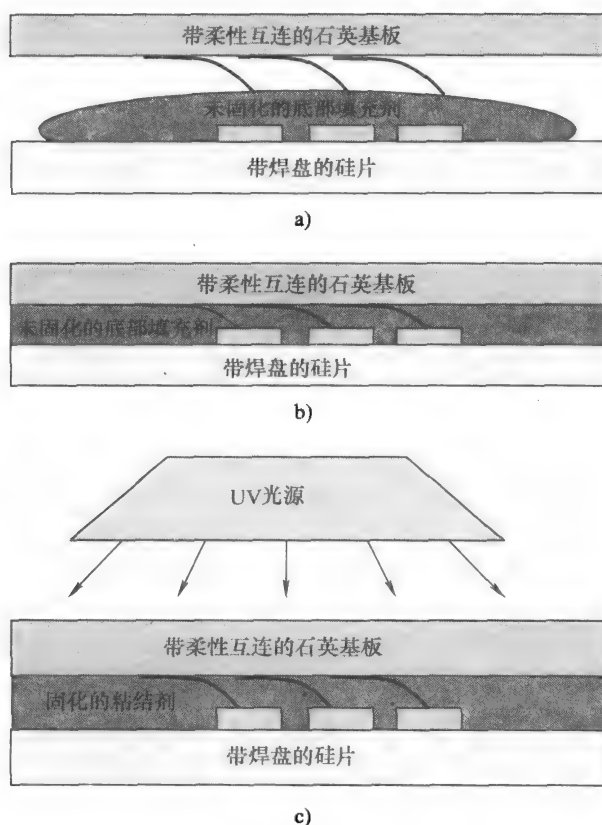 带柔性互连的石英基板
未固化的底部填充剂
带焊盘的硅片
a)
带柔性互连的石英基板
未固化的底部填充剂
带焊盘的硅片
b)
UV光源
带柔性互连的石英基板
固化的粘结剂
带焊盘的硅片
c)